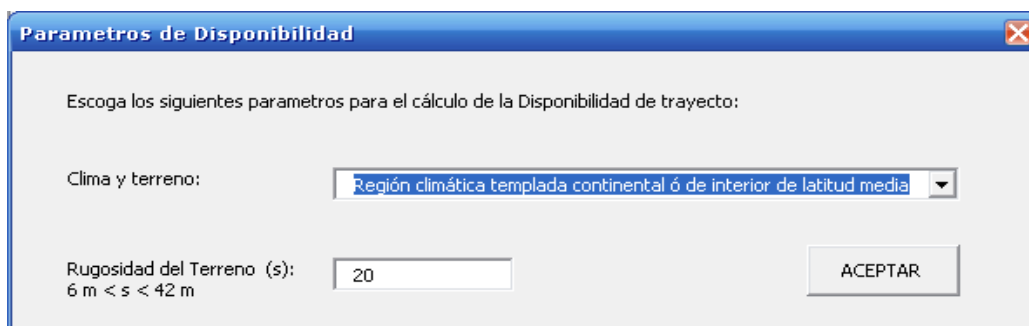 Parametros de Disponibilidad
Escoga los siguientes parametros para el cálculo de la Disponibilidad de trayecto:
Clima y terreno:
Región climática templada continental ó de interior de latitud media
Rugosidad del Terreno (s):
6 m < s < 42 m
20
ACEPTAR